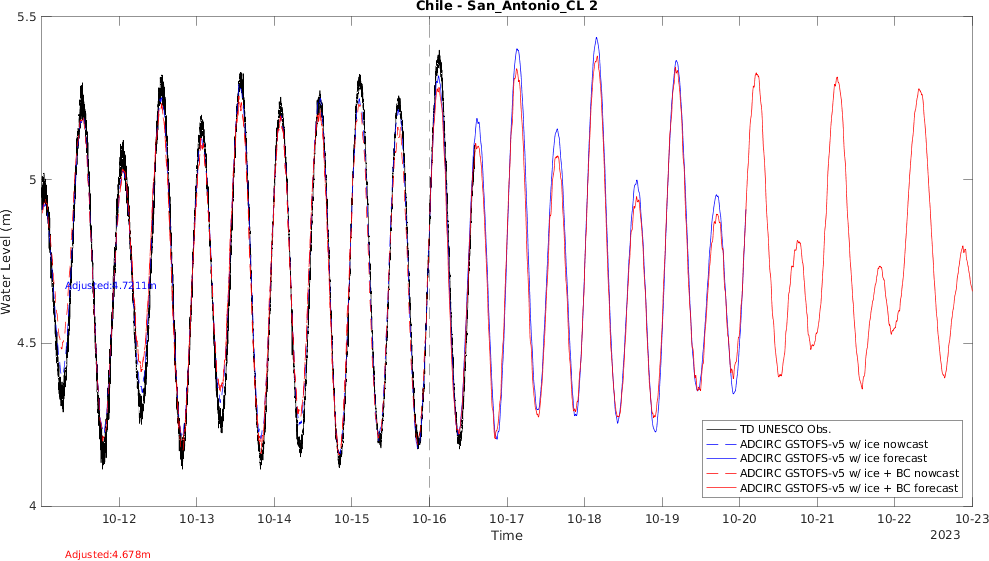 Chile - San_Antonio_CL 2
5.5
5
4.5
4
Water Level (m)
Adjusted:4.7211m
TD UNESCO Obs.
ADCIRC GSTOFS-v5 w/ ice nowcast
ADCIRC GSTOFS-v5 w/ ice forecast
ADCIRC GSTOFS-v5 w/ ice + BC nowcast
ADCIRC GSTOFS-v5 w/ ice + BC forecast
10-12 10-13 10-14 10-15 10-16 10-17 10-18 10-19 10-20 10-21 10-22 10-23
Time
2023
Adjusted:4.678m